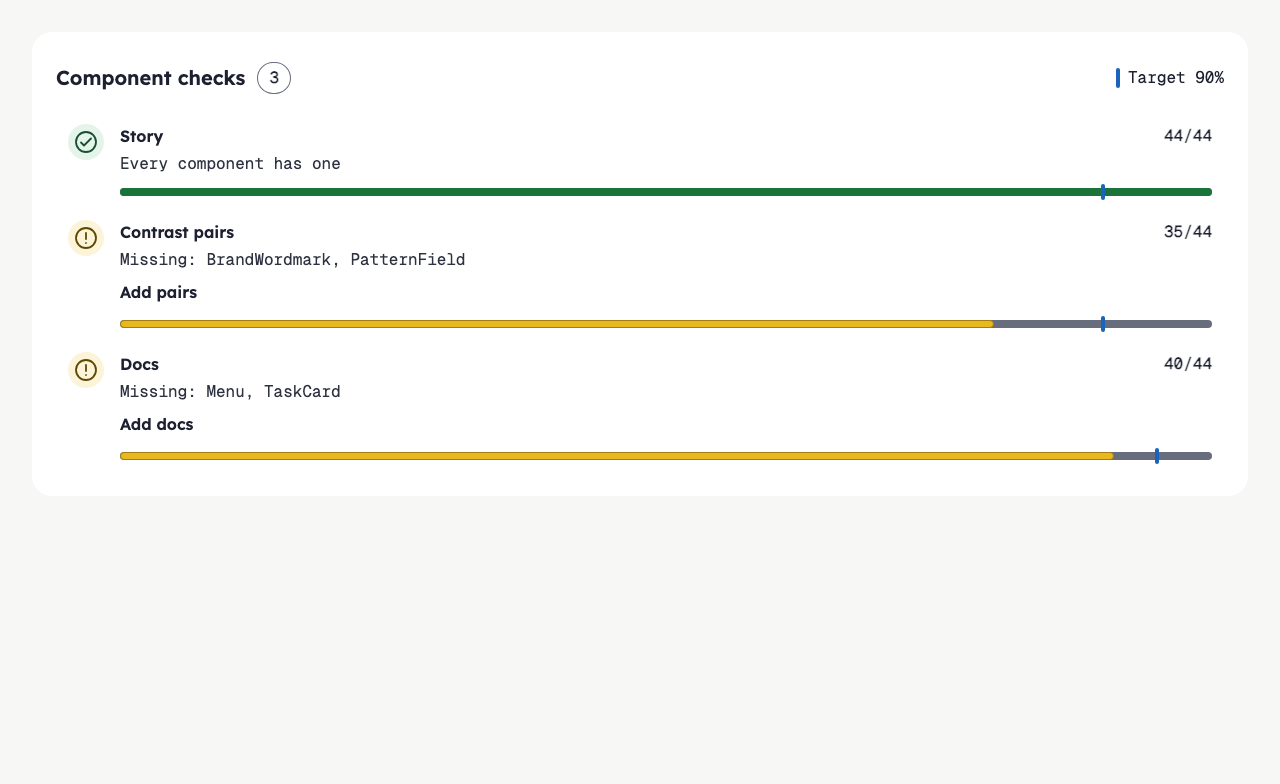 Component checks 3
Target 90%
Story
44/44
Every component has one
Contrast pairs
35/44
Missing: BrandWordmark, PatternField
Add pairs
Docs
40/44
Missing: Menu, TaskCard
Add docs